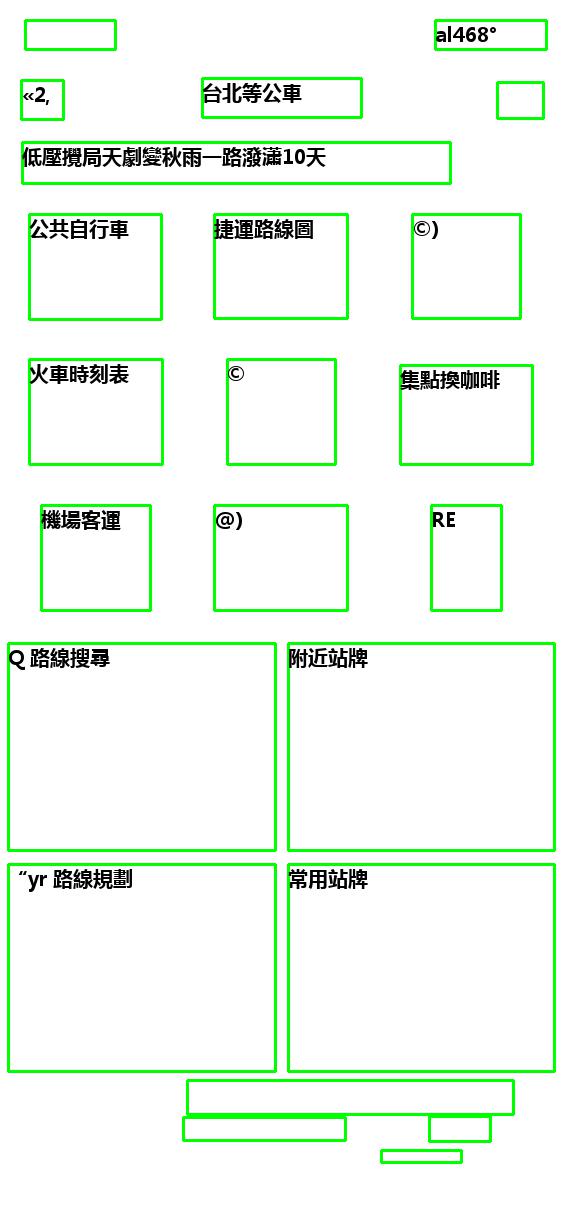 al468°
«2,
台北等公車
低壓攪局天劇變秋雨一路潑灑10天
公共自行車
捷運路線圖
©)
火車時刻表
©
集點換咖啡
機場客運
@)
RE
Q 路線搜尋
附近站牌
“yr 路線規劃
常用站牌